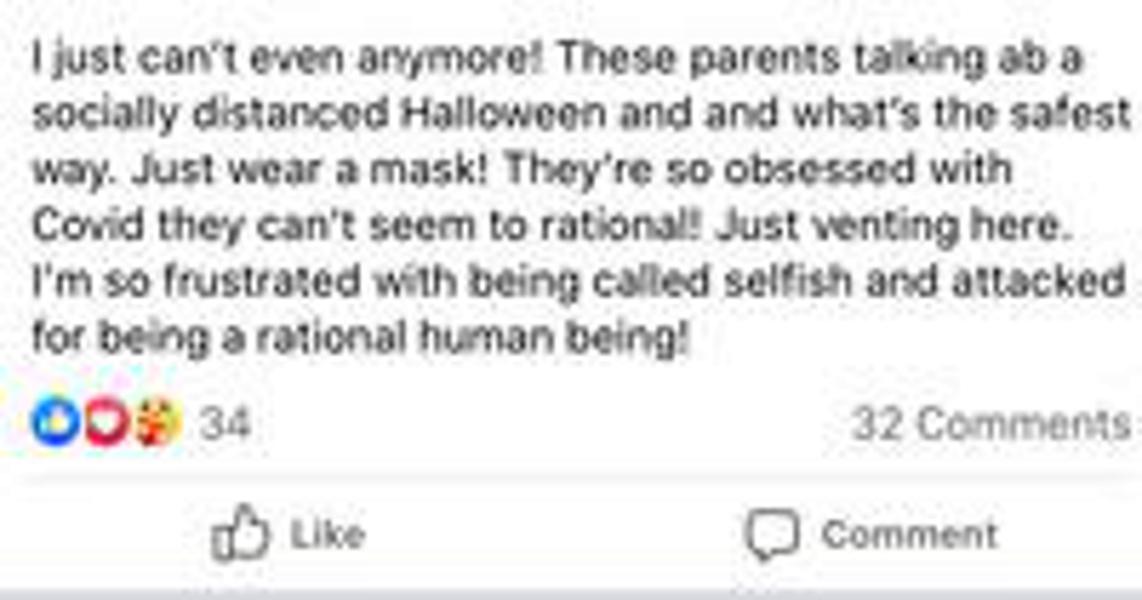 I just can't even anymore! These parents talking ab a
socially distanced Halloween and and what's the safest
way. Just wear a mask! They're so obsessed with
Covid they can't seem to rational! Just venting here.
I'm so frustrated with being called selfish and attacked
for being a rational human being!
34
32 Comments
Like
Comment